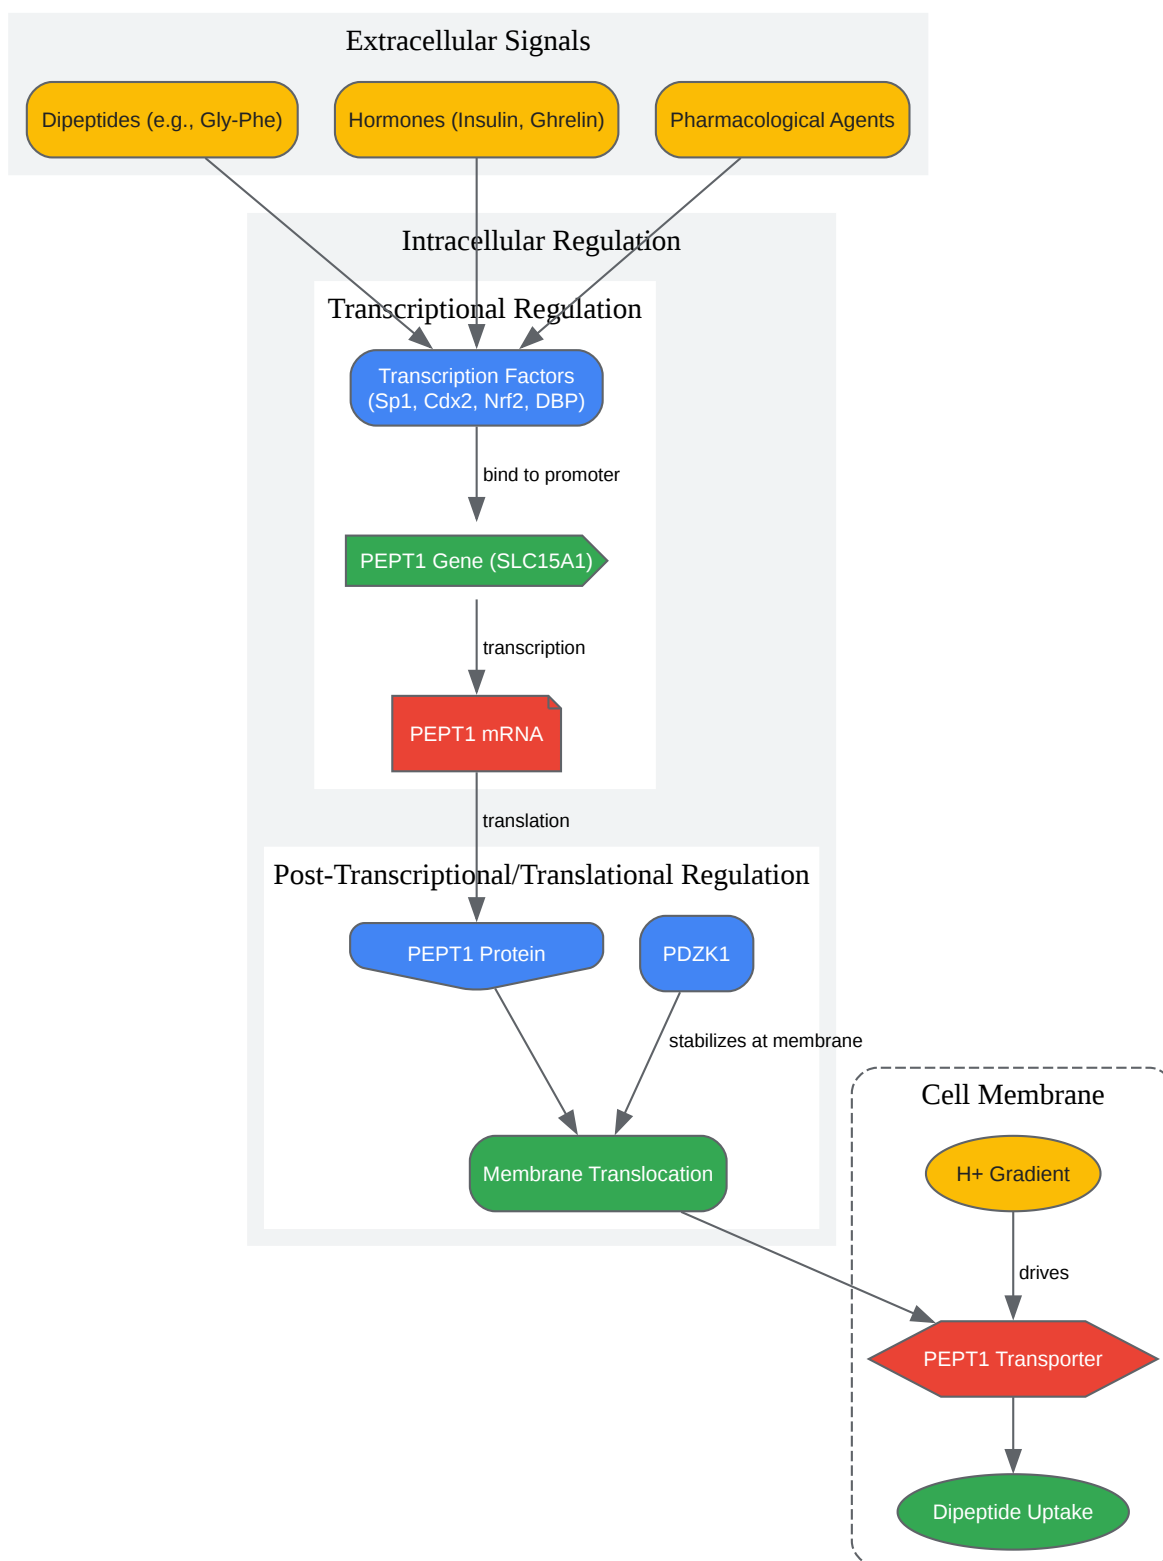 Extracellular Signals
Dipeptides (e.g., Gly-Phe)
Hormones (Insulin, Ghrelin)
Pharmacological Agents
Intracellular Regulation
Transcriptional Regulation
Transcription Factors
(Sp1, Cdx2, Nrf2, DBP)
bind to promoter
PEPT1 Gene (SLC15A1)
transcription
PEPT1 mRNA
translation
Post-Transcriptional/Translational Regulation
PEPT1 Protein
PDZK1
stabilizes at membrane
Membrane Translocation
Cell Membrane
H+ Gradient
drives
PEPT1 Transporter
Dipeptide Uptake